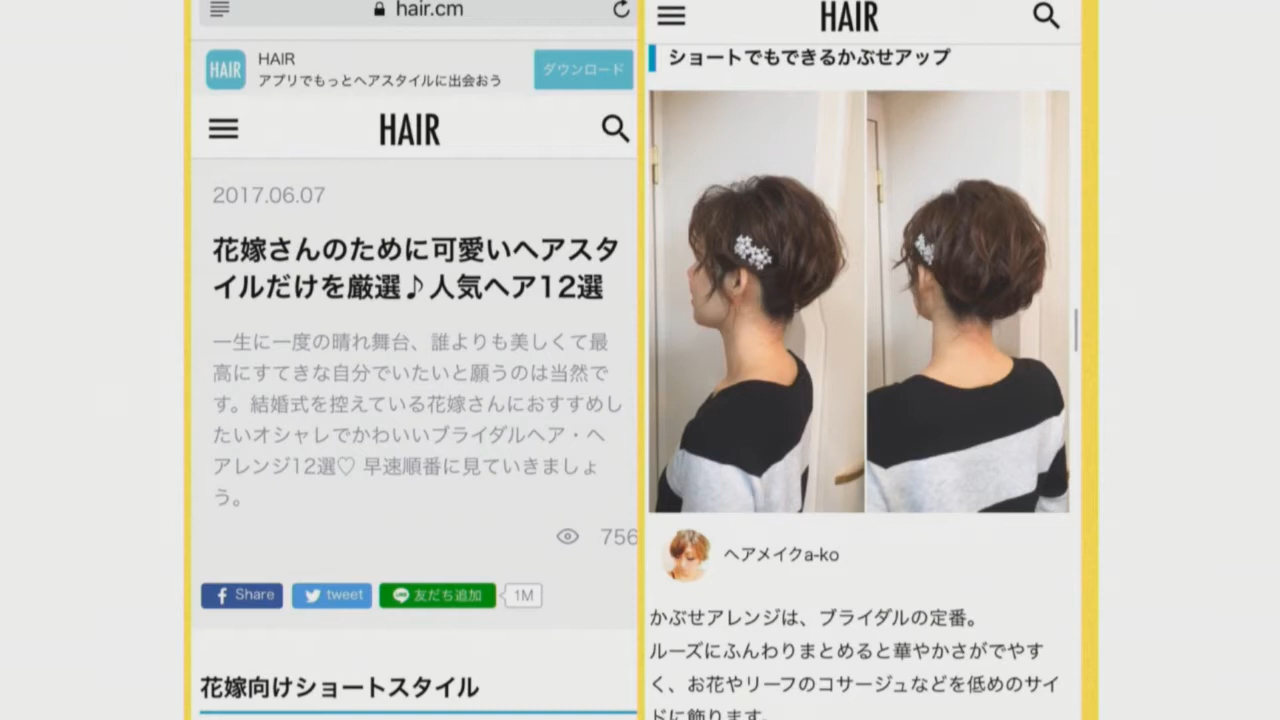 hair.cm
HAIR
アプリでもっとヘアスタイルに出会おう
ダウンロード
HAIR
2017.06.07
花嫁さんのために可愛いヘアスタ
イルだけを厳選♪人気ヘア12選
一生に一度の晴れ舞台、誰よりも美しくて最
高にすてきな自分でいたいと願うのは当然で
す。結婚式を控えている花嫁さんにおすすめし
たいオシャレでかわいいブライダルヘア・ヘ
アレンジ12選♡ 早速順番に見ていきましょ
う。
756
Share
tweet
友だち追加
1M
花嫁向けショートスタイル
HAIR
ショートでもできるかぶせアップ
ヘアメイクa-ko
かぶせアレンジは、ブライダルの定番。
ルーズにふんわりまとめると華やかさがでやす
く、お花やリーフのコサージュなどを低めのサイ
ドに飾ります。